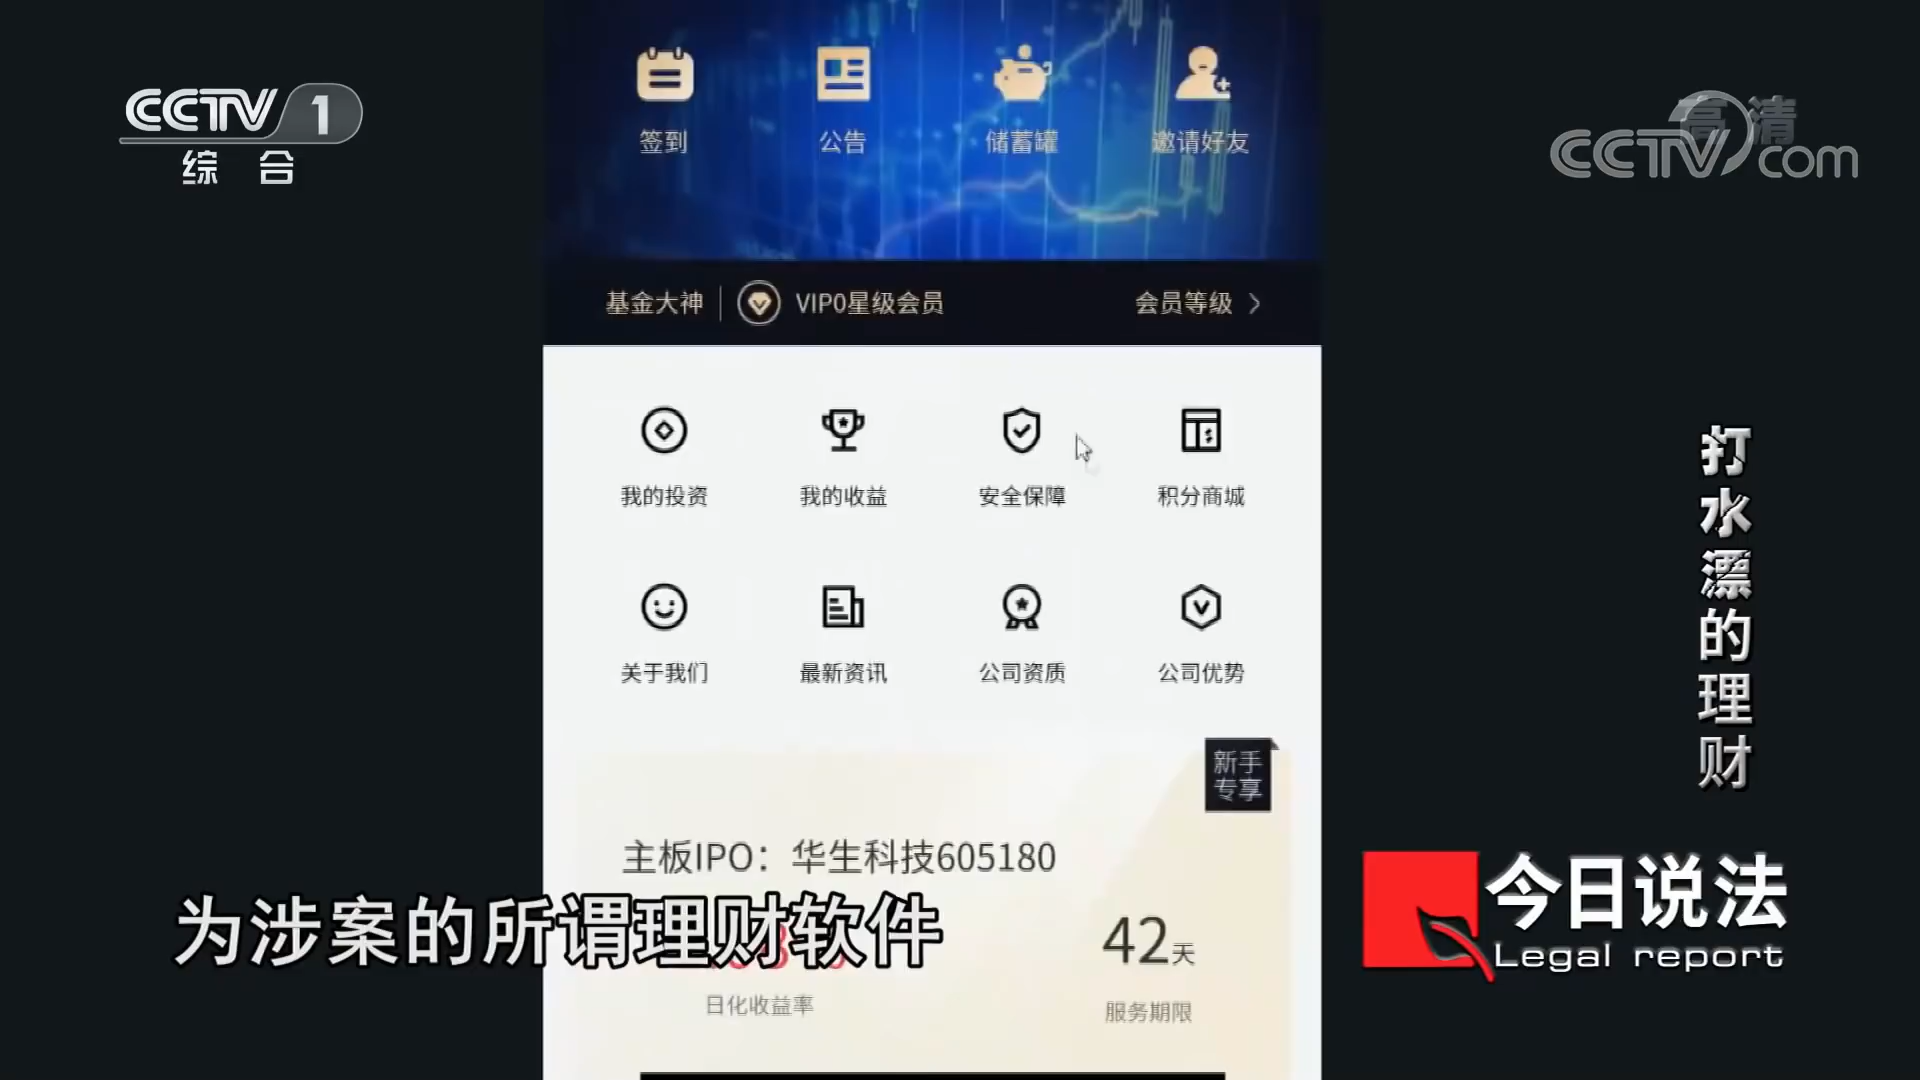 CCTV 1
综合
高清
CCTV.com
签到
公告
储蓄罐
邀请好友
基金大神
VIP0星级会员
会员等级
我的投资
我的收益
安全保障
积分商城
关于我们
最新资讯
公司资质
公司优势
新手
专享
主板IPO：华生科技605180
42天
日化收益率
服务期限
为涉案的所谓理财软件
打水漂的理财
今日说法
Legal report